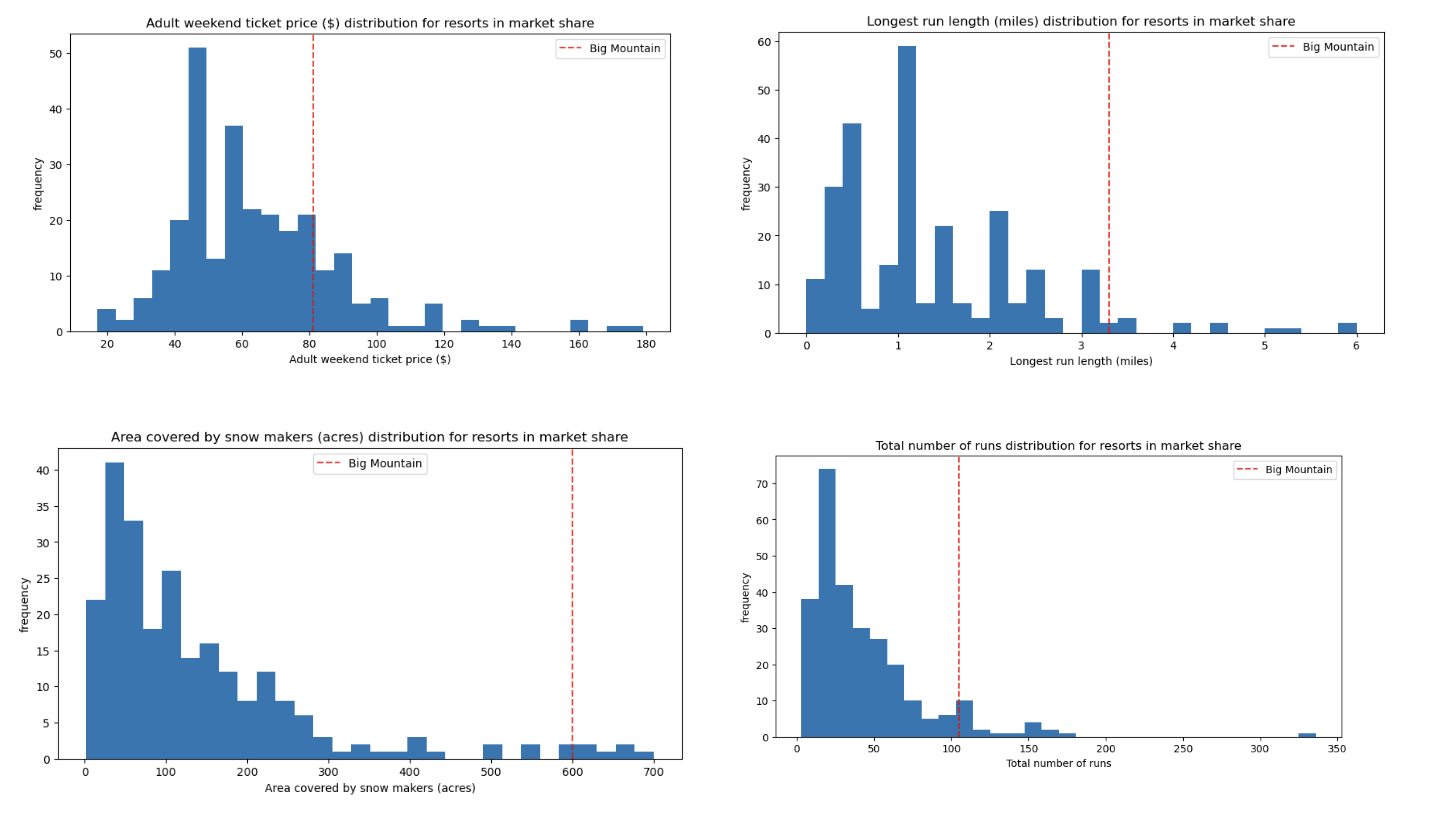 Adult weekend ticket price ($) distribution for resorts in market share
Big Mountain
50
40
30
20
10
0
frequency
20 40 60 80 100 120 140 160 180
Adult weekend ticket price ($)
Longest run length (miles) distribution for resorts in market share
Big Mountain
60
50
40
30
20
10
0
frequency
0 1 2 3 4 5 6
Longest run length (miles)
Area covered by snow makers (acres) distribution for resorts in market share
Big Mountain
40
35
30
25
20
15
10
5
0
frequency
0 100 200 300 400 500 600 700
Area covered by snow makers (acres)
Total number of runs distribution for resorts in market share
Big Mountain
70
60
50
40
30
20
10
0
frequency
0 50 100 150 200 250 300 350
Total number of runs